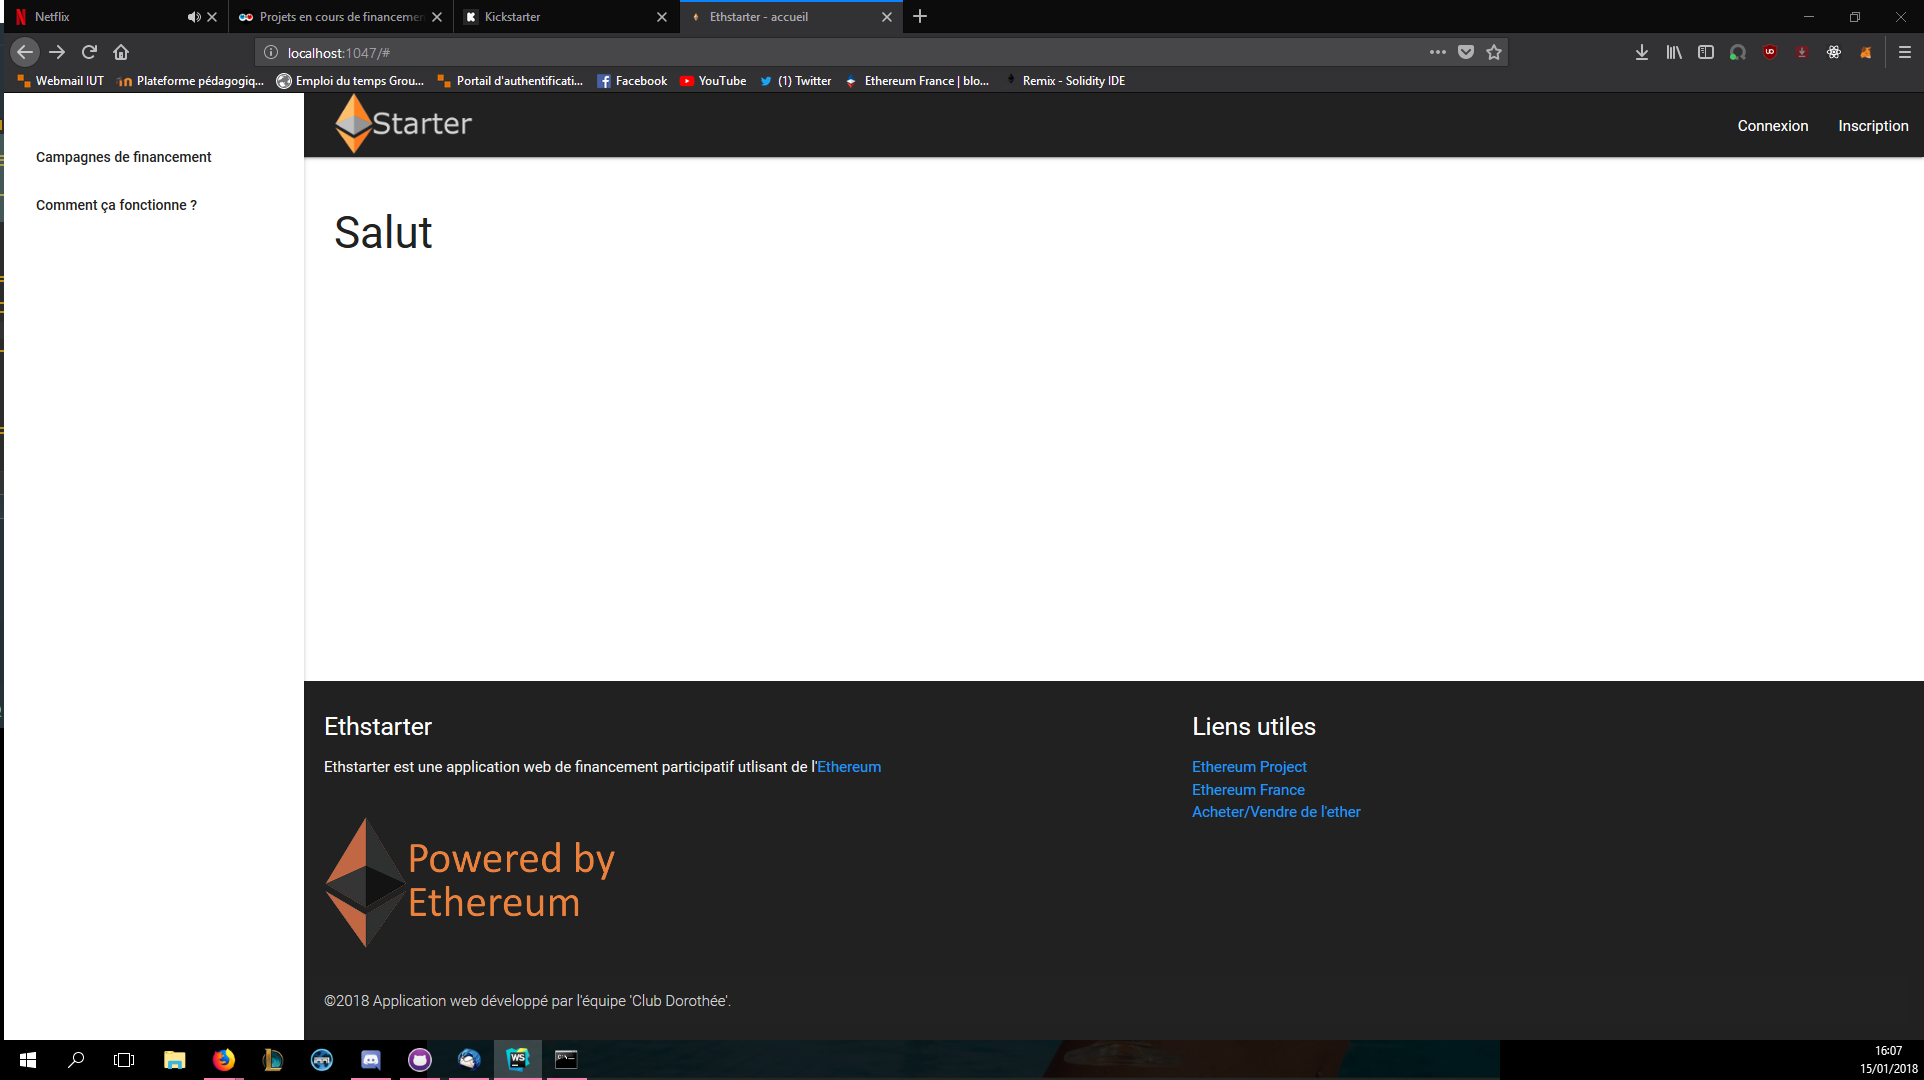 Netflix
Projets en cours de financemen
Kickstarter
Ethstarter - accueil
localhost:1047/#
Webmail IUT
Plateforme pédagogiq...
Emploi du temps Grou...
Portail d'authentificati...
Facebook
YouTube
(1) Twitter
Ethereum France | blo...
Remix - Solidity IDE
Starter
Connexion
Inscription
Campagnes de financement
Comment ça fonctionne ?
Salut
Ethstarter
Ethstarter est une application web de financement participatif utlisant de l'Ethereum
Powered by
Ethereum
Liens utiles
Ethereum Project
Ethereum France
Acheter/Vendre de l'ether
©2018 Application web développé par l'équipe 'Club Dorothée'.
WS
16:07
15/01/2018